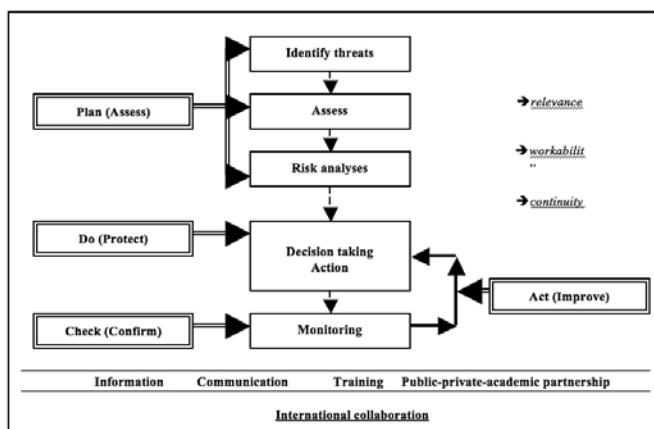 Identify threats
Plan (Assess)
Assess
➔relevance
Risk analyses
➔workabilit
➔continuity
Do (Protect)
Decision taking
Action
Act (Improve)
Check (Confirm)
Monitoring
Information Communication Training Public-private-academic partnership
International collaboration